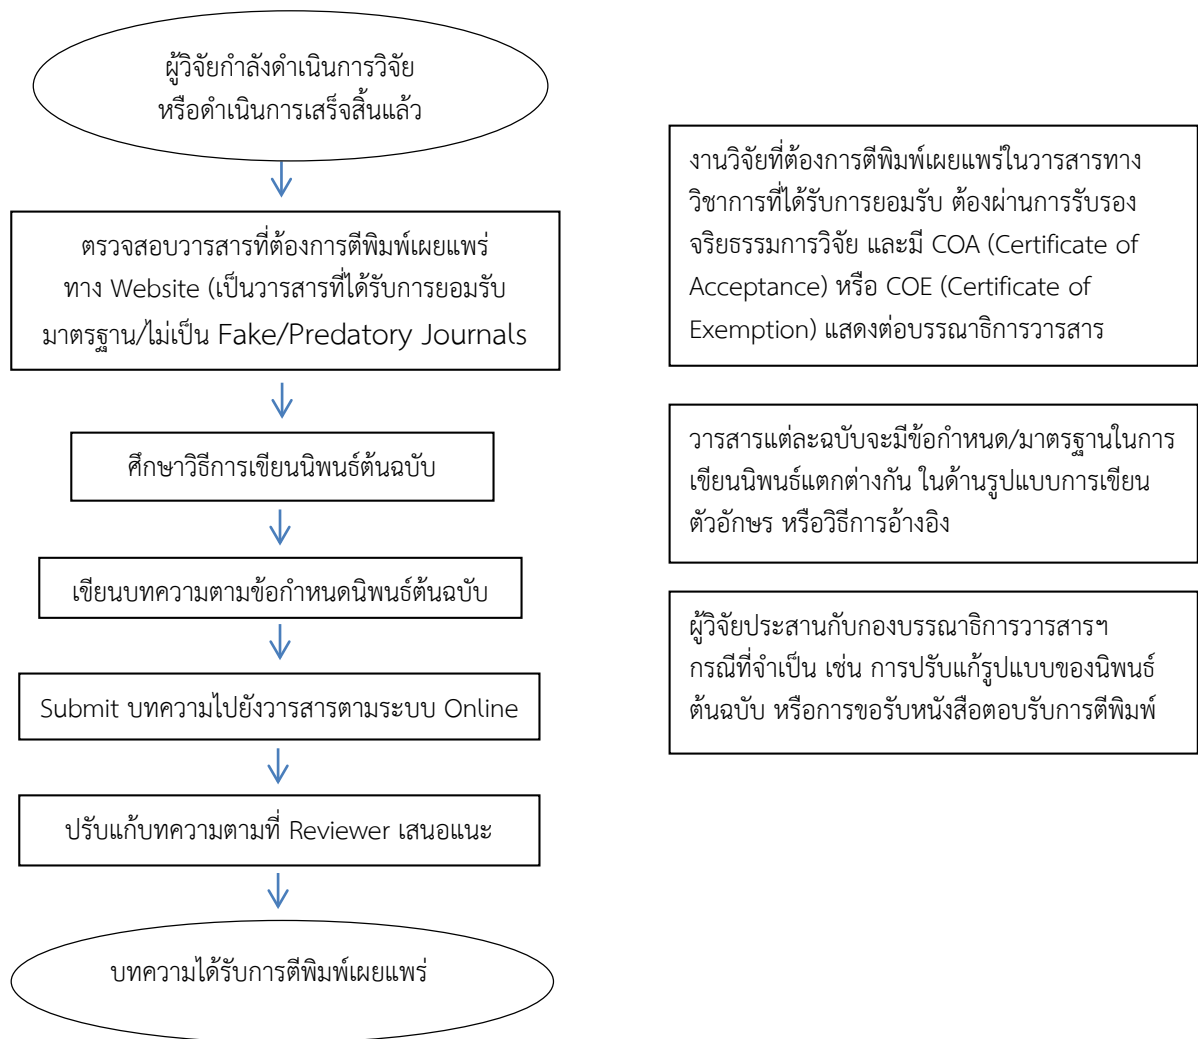 ผู้วิจัยกำลังดำเนินการวิจัย
หรือดำเนินการเสร็จสิ้นแล้ว
ตรวจสอบวารสารที่ต้องการตีพิมพ์เผยแพร่
ทาง Website (เป็นวารสารที่ได้รับการยอมรับ
มาตรฐาน/ไม่เป็น Fake/Predatory Journals
ศึกษาวิธีการเขียนนิพนธ์ต้นฉบับ
เขียนบทความตามข้อกำหนดนิพนธ์ต้นฉบับ
Submit บทความไปยังวารสารตามระบบ Online
ปรับแก้บทความตามที่ Reviewer เสนอแนะ
บทความได้รับการตีพิมพ์เผยแพร่
งานวิจัยที่ต้องการตีพิมพ์เผยแพร่ในวารสารทาง
วิชาการที่ได้รับการยอมรับ ต้องผ่านการรับรอง
จริยธรรมการวิจัย และมี COA (Certificate of
Acceptance) หรือ COE (Certificate of
Exemption) แสดงต่อบรรณาธิการวารสาร
วารสารแต่ละฉบับจะมีข้อกำหนด/มาตรฐานในการ
เขียนนิพนธ์แตกต่างกัน ในด้านรูปแบบการเขียน
ตัวอักษร หรือวิธีการอ้างอิง
ผู้วิจัยประสานกับกองบรรณาธิการวารสารฯ
กรณีที่จำเป็น เช่น การปรับแก้รูปแบบของนิพนธ์
ต้นฉบับ หรือการขอรับหนังสือตอบรับการตีพิมพ์